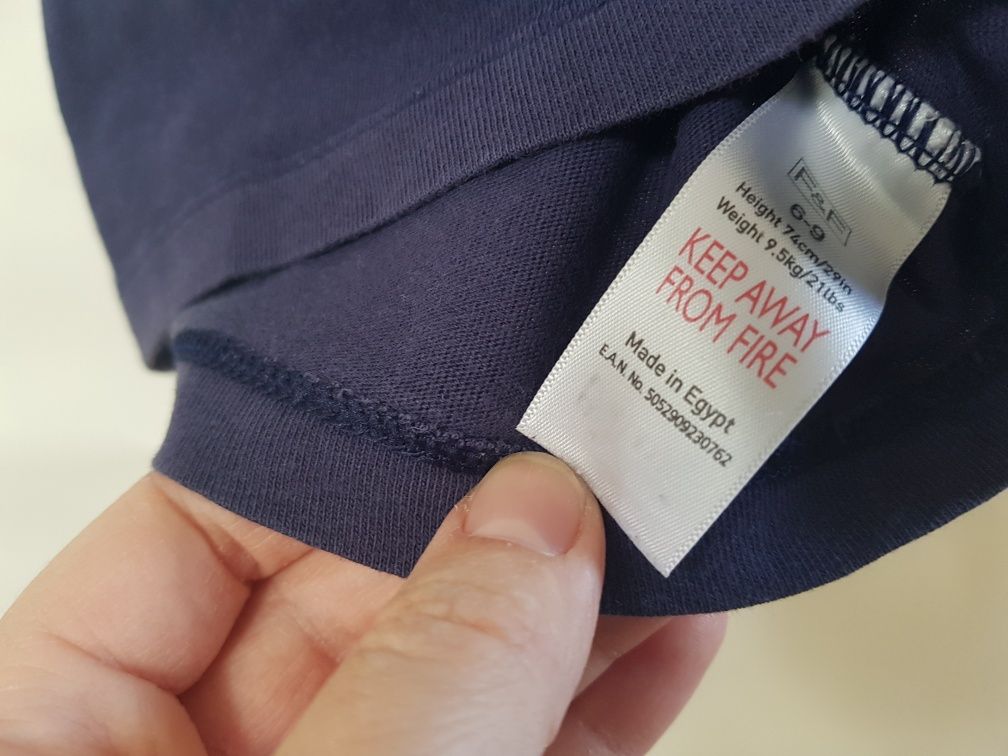 F&F
6-9
Height 74cm/29in
Weight 9.5kg/21lbs
KEEP AWAY
FROM FIRE
Made in Egypt
E.A.N. No. 5052909230762